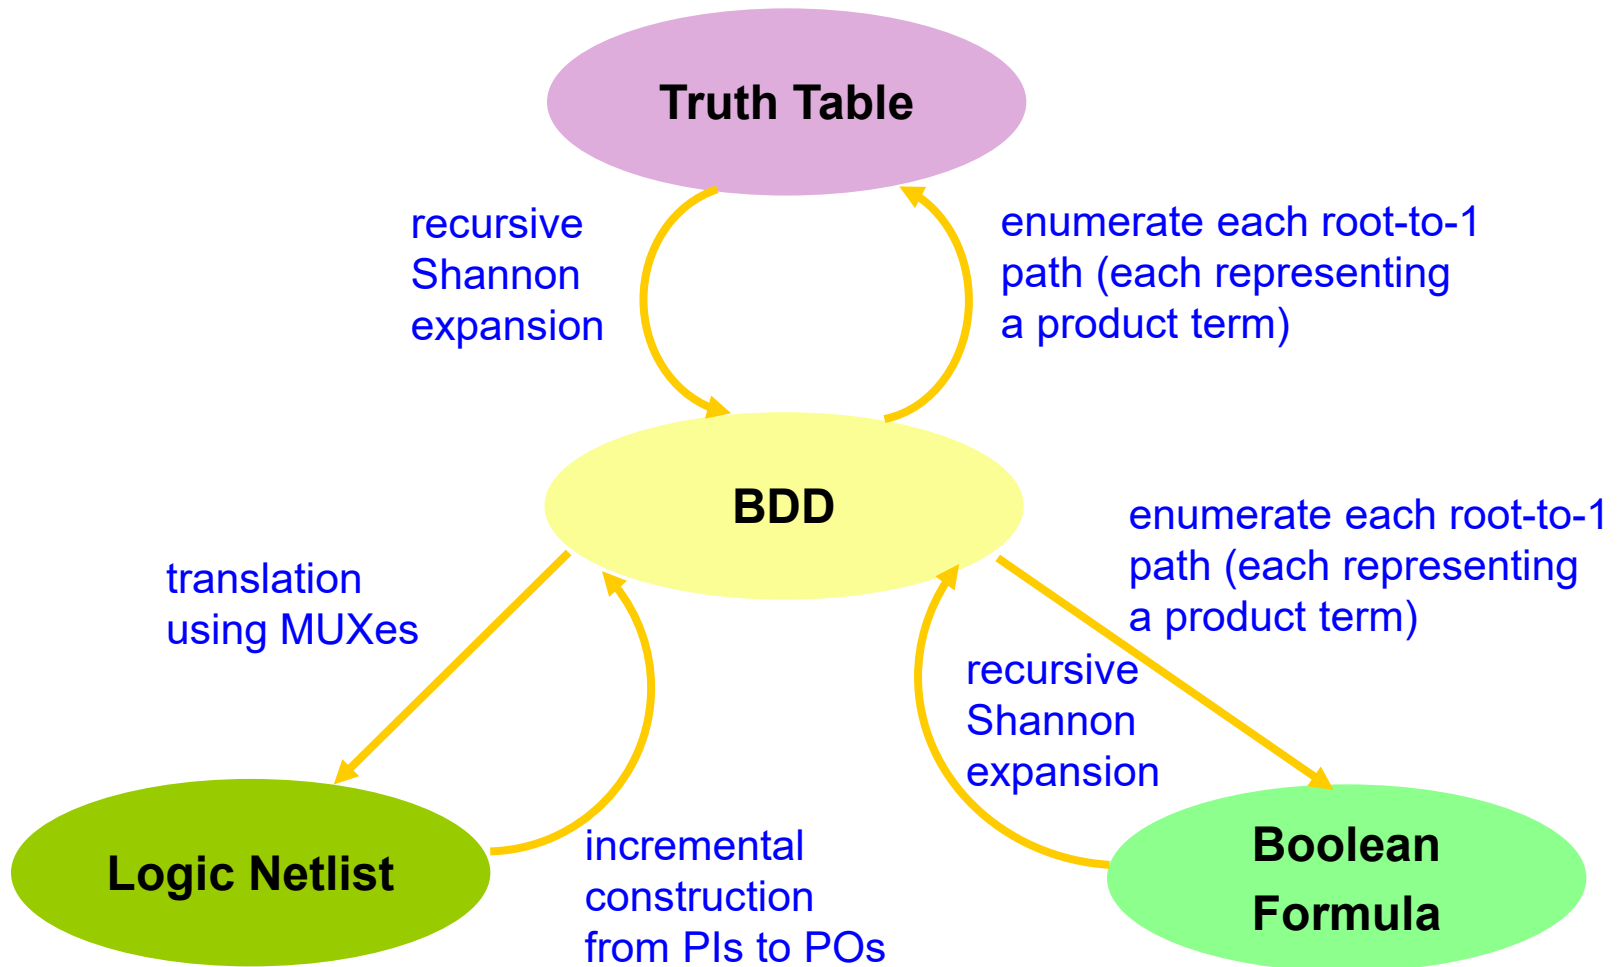 Truth Table
recursive
Shannon
expansion
enumerate each root-to-1
path (each representing
a product term)
BDD
translation
using MUXes
enumerate each root-to-1
path (each representing
a product term)
recursive
Shannon
expansion
Logic Netlist
incremental
construction
from PIs to POs
Boolean
Formula